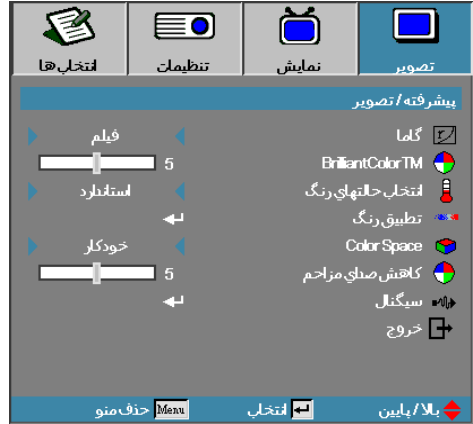 تصویر
نمایش
تنظیمات
انتخاب‌ها
پیشرفته / تصویر
گاما فیلم
BrilliantColorTM 5
انتخاب حالتهای رنگ استاندارد
تطبیق رنگ
Color Space خودکار
کاهش صدای مزاحم 5
سیگنال
خروج
بالا / پایین انتخاب Menu حذف منو